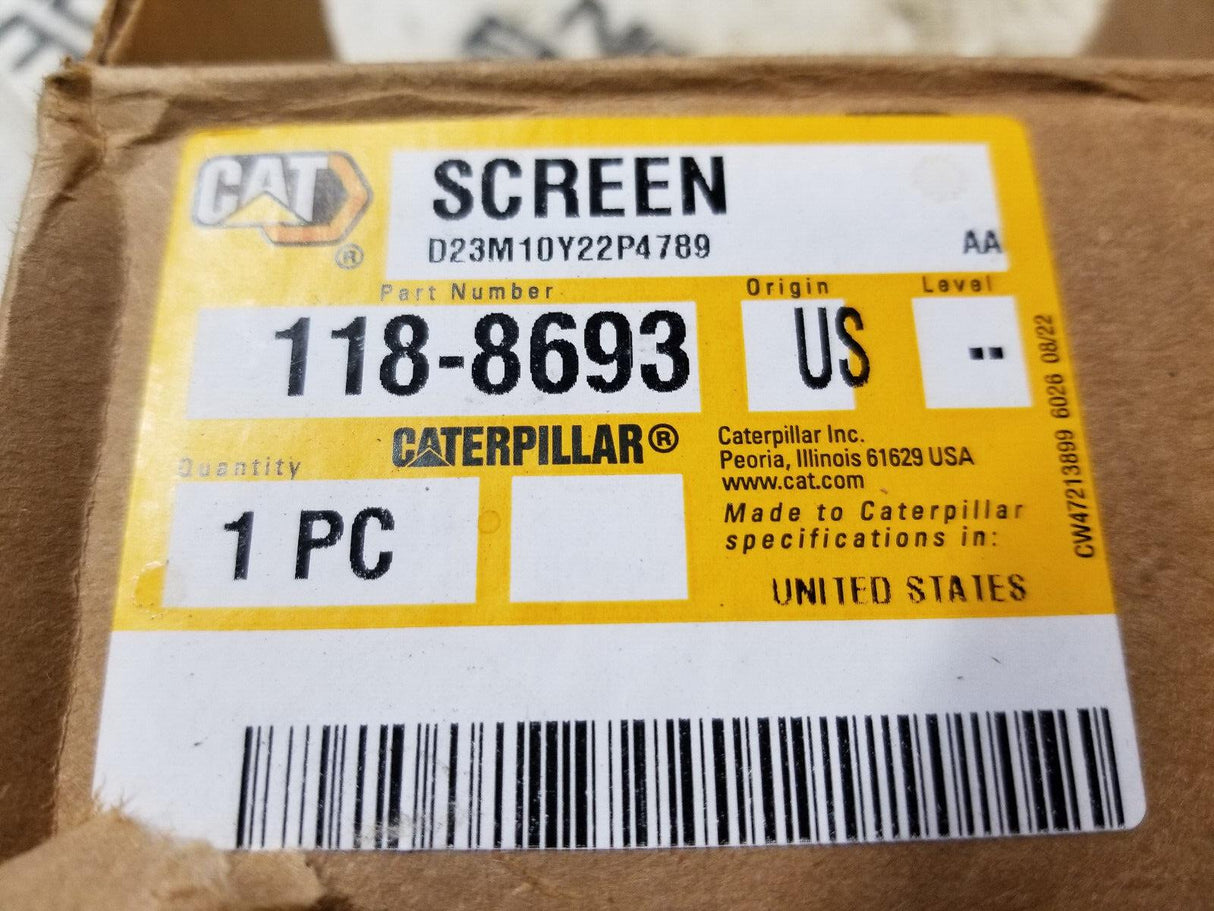 CAT
®
SCREEN
D23M10Y22P4789 AA
Part Number Origin Level
118-8693 US --
CATERPILLAR®
Caterpillar Inc.
Peoria, Illinois 61629 USA
www.cat.com
Quantity
1 PC
Made to Caterpillar
specifications in:
UNITED STATES
CW47213899 6026 08/22